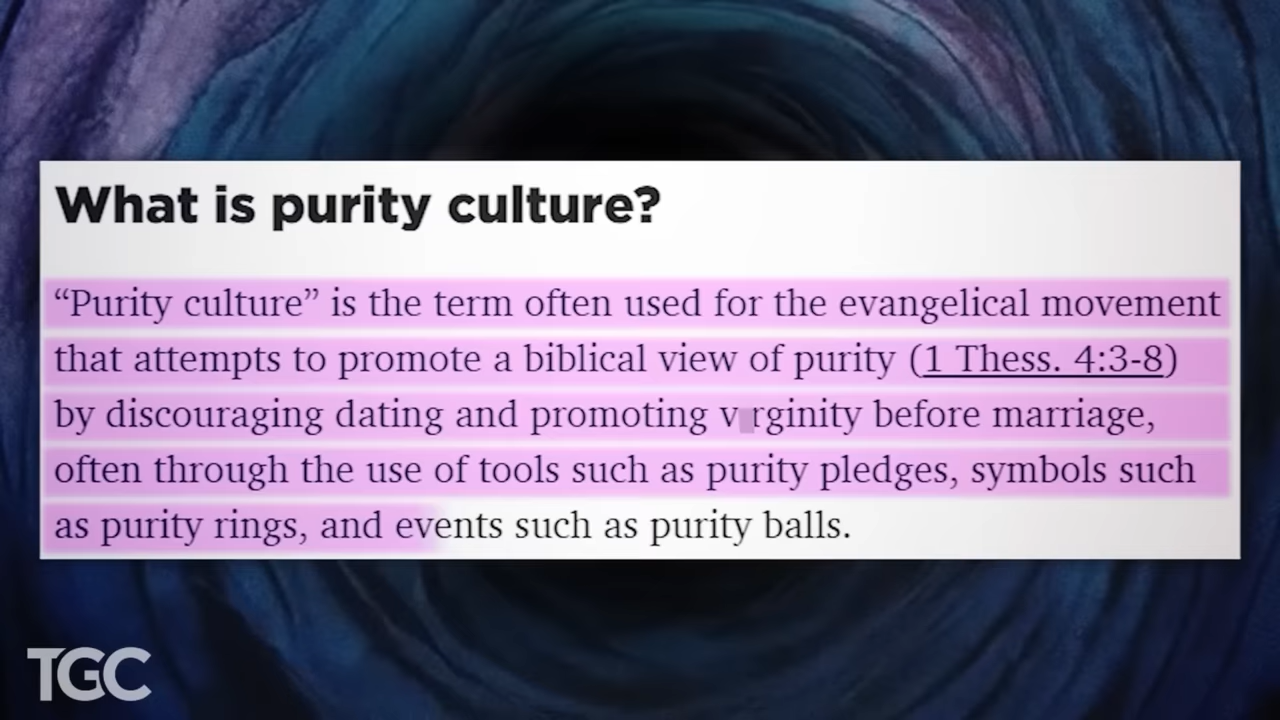 What is purity culture?
“Purity culture” is the term often used for the evangelical movement
that attempts to promote a biblical view of purity (1 Thess. 4:3-8)
by discouraging dating and promoting v rginity before marriage,
often through the use of tools such as purity pledges, symbols such
as purity rings, and events such as purity balls.
TGC